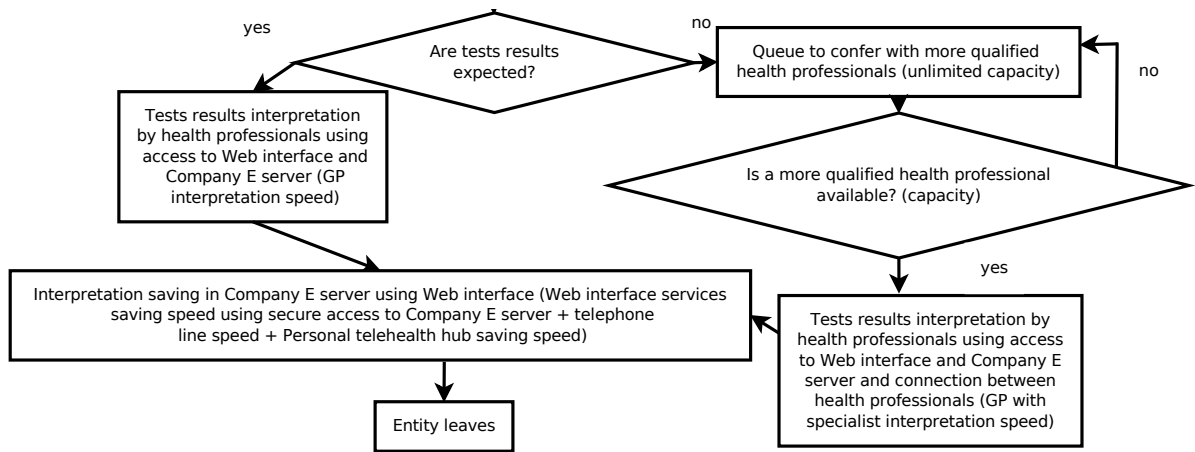 yes
Are tests results
expected?
no
Queue to confer with more qualified
health professionals (unlimited capacity)
no
Tests results interpretation
by health professionals using
access to Web interface and
Company E server (GP
interpretation speed)
Is a more qualified health professional
available? (capacity)
yes
Interpretation saving in Company E server using Web interface (Web interface services
saving speed using secure access to Company E server + telephone
line speed + Personal telehealth hub saving speed)
Tests results interpretation by
health professionals using access
to Web interface and Company E
server and connection between
health professionals (GP with
specialist interpretation speed)
Entity leaves